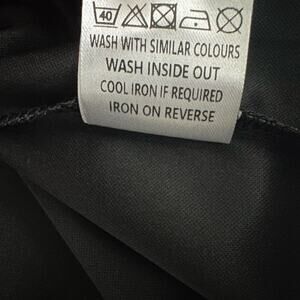 40
WASH WITH SIMILAR COLOURS
WASH INSIDE OUT
COOL IRON IF REQUIRED
IRON ON REVERSE